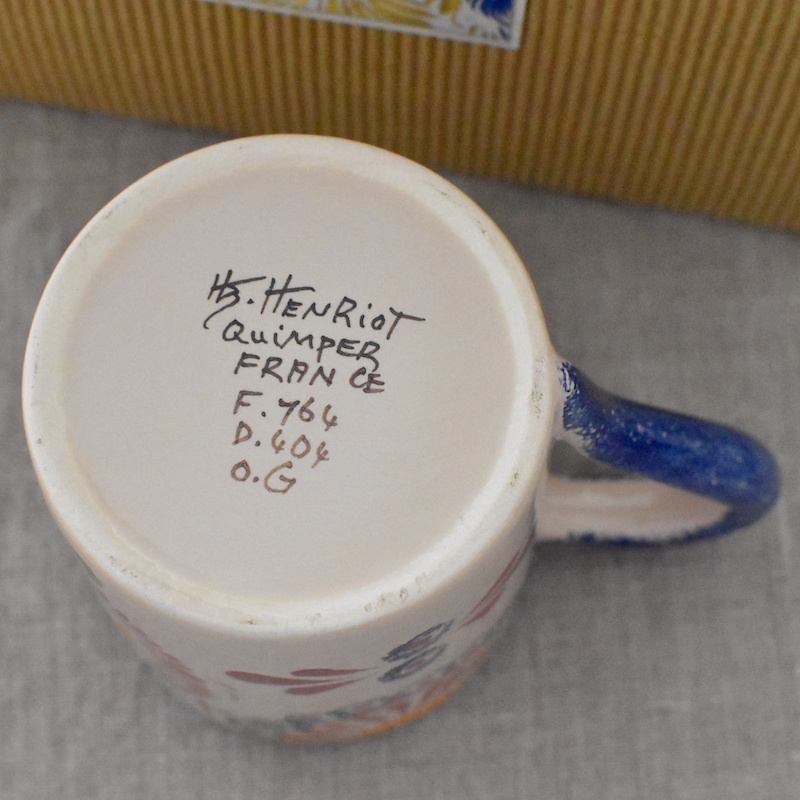 HB. HENRiOT
QuimPER
FRANCE
F. 764
D. 404
O.G